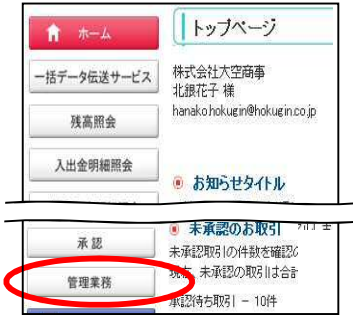 ホーム
一括データ伝送サービス
残高照会
入出金明細照会
承認
管理業務
トップページ
株式会社大空商事
北銀花子 様
hanakohokugin@hokugin.co.jp
お知らせタイトル
未承認のお取引
未承認取引の件数を確認
現在、未承認の取引は合計
承認待ち取引 - 10件